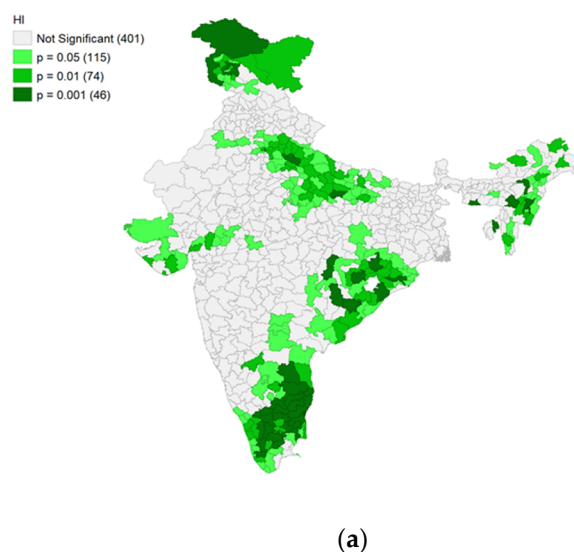 HI
Not Significant (401)
p = 0.05 (115)
p = 0.01 (74)
p = 0.001 (46)
(a)